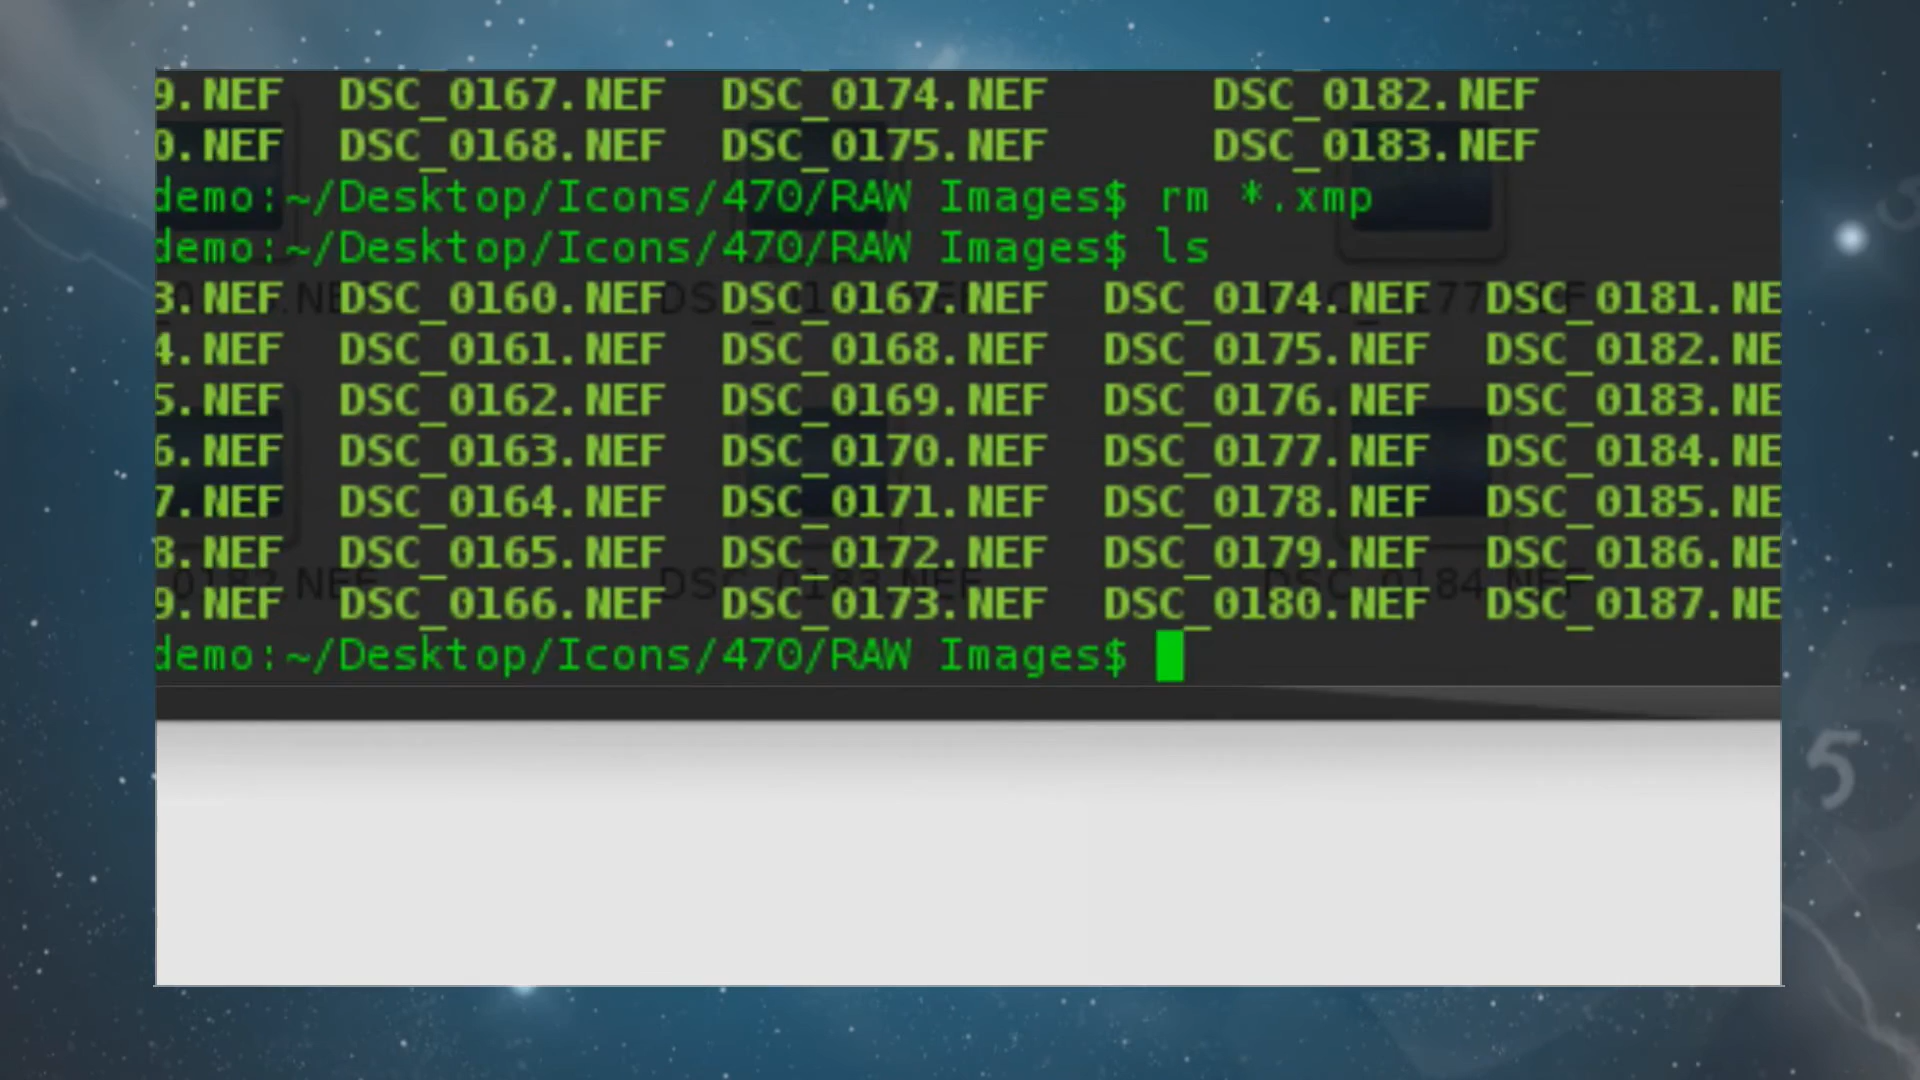 9.NEF DSC_0167.NEF DSC_0174.NEF DSC_0182.NEF
0.NEF DSC_0168.NEF DSC_0175.NEF DSC_0183.NEF
demo:~/Desktop/Icons/470/RAW Images$ rm *.xmp
demo:~/Desktop/Icons/470/RAW Images$ ls
3.NEF DSC_0160.NEF DSC_0167.NEF DSC_0174.NEF DSC_0181.NE
4.NEF DSC_0161.NEF DSC_0168.NEF DSC_0175.NEF DSC_0182.NE
5.NEF DSC_0162.NEF DSC_0169.NEF DSC_0176.NEF DSC_0183.NE
6.NEF DSC_0163.NEF DSC_0170.NEF DSC_0177.NEF DSC_0184.NE
7.NEF DSC_0164.NEF DSC_0171.NEF DSC_0178.NEF DSC_0185.NE
8.NEF DSC_0165.NEF DSC_0172.NEF DSC_0179.NEF DSC_0186.NE
9.NEF DSC_0166.NEF DSC_0173.NEF DSC_0180.NEF DSC_0187.NE
demo:~/Desktop/Icons/470/RAW Images$
5